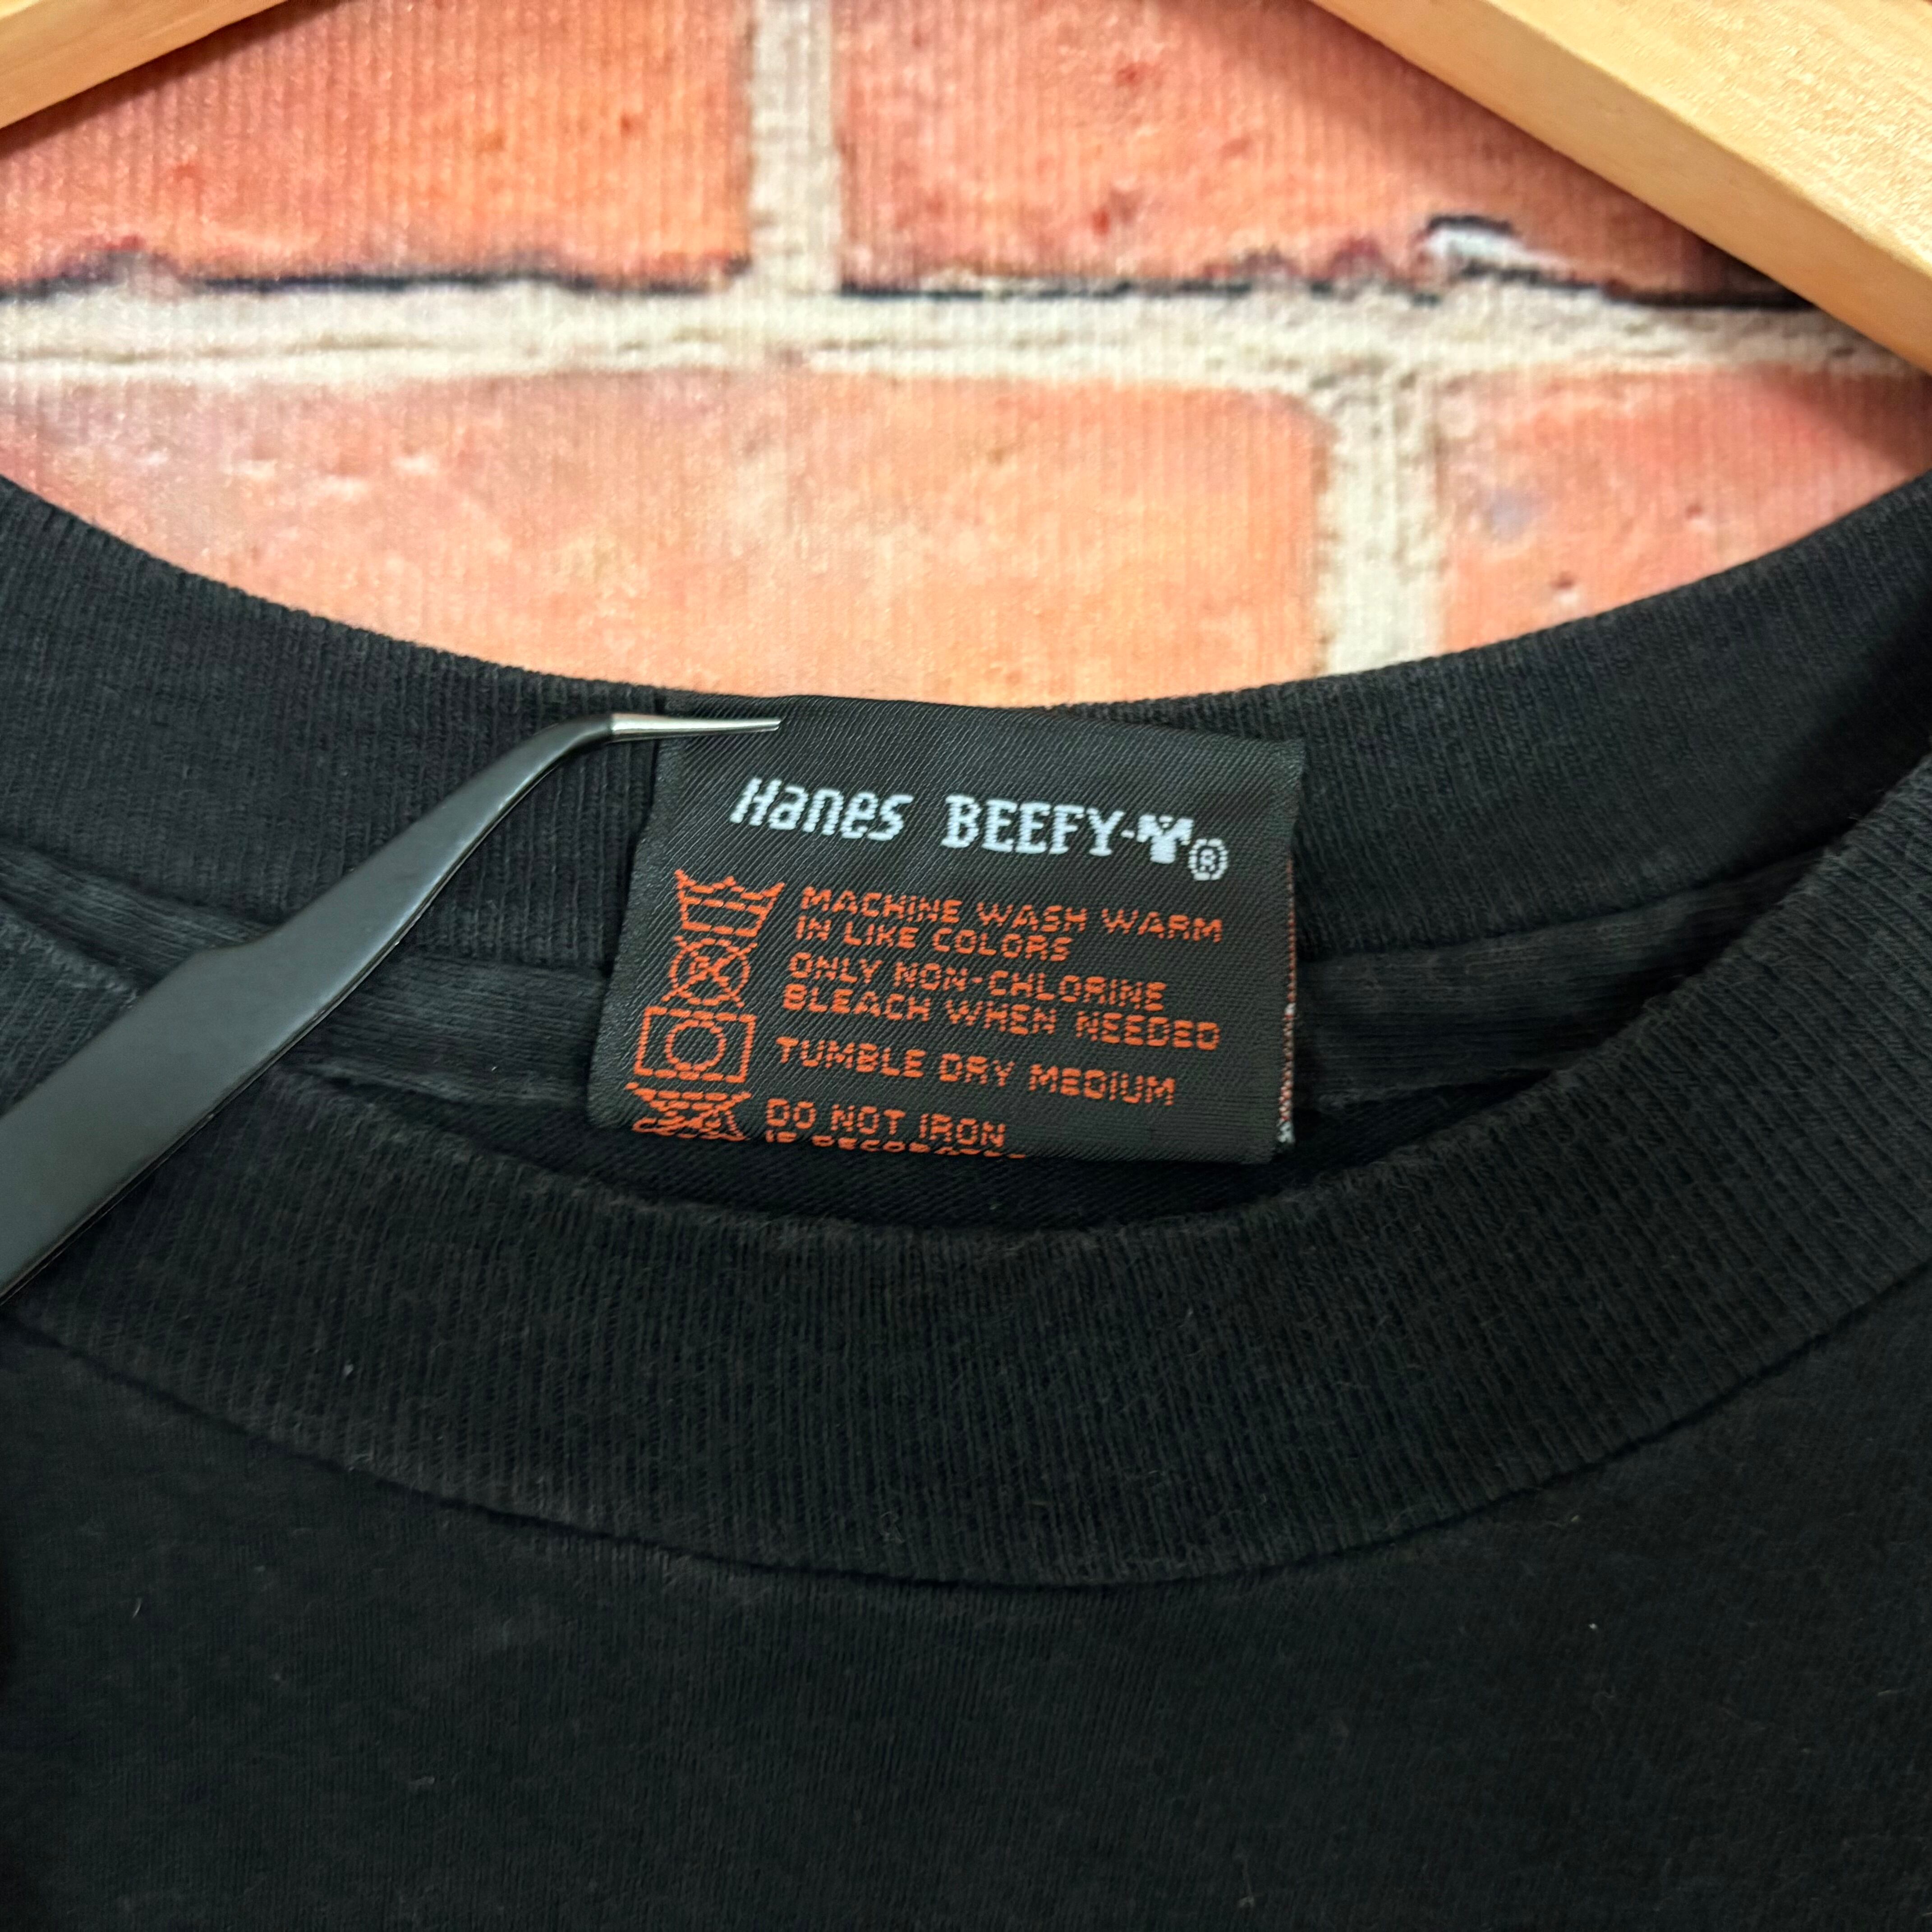 Hanes BEEFY-T®
MACHINE WASH WARM
IN LIKE COLORS
ONLY NON-CHLORINE
BLEACH WHEN NEEDED
TUMBLE DRY MEDIUM
DO NOT IRON